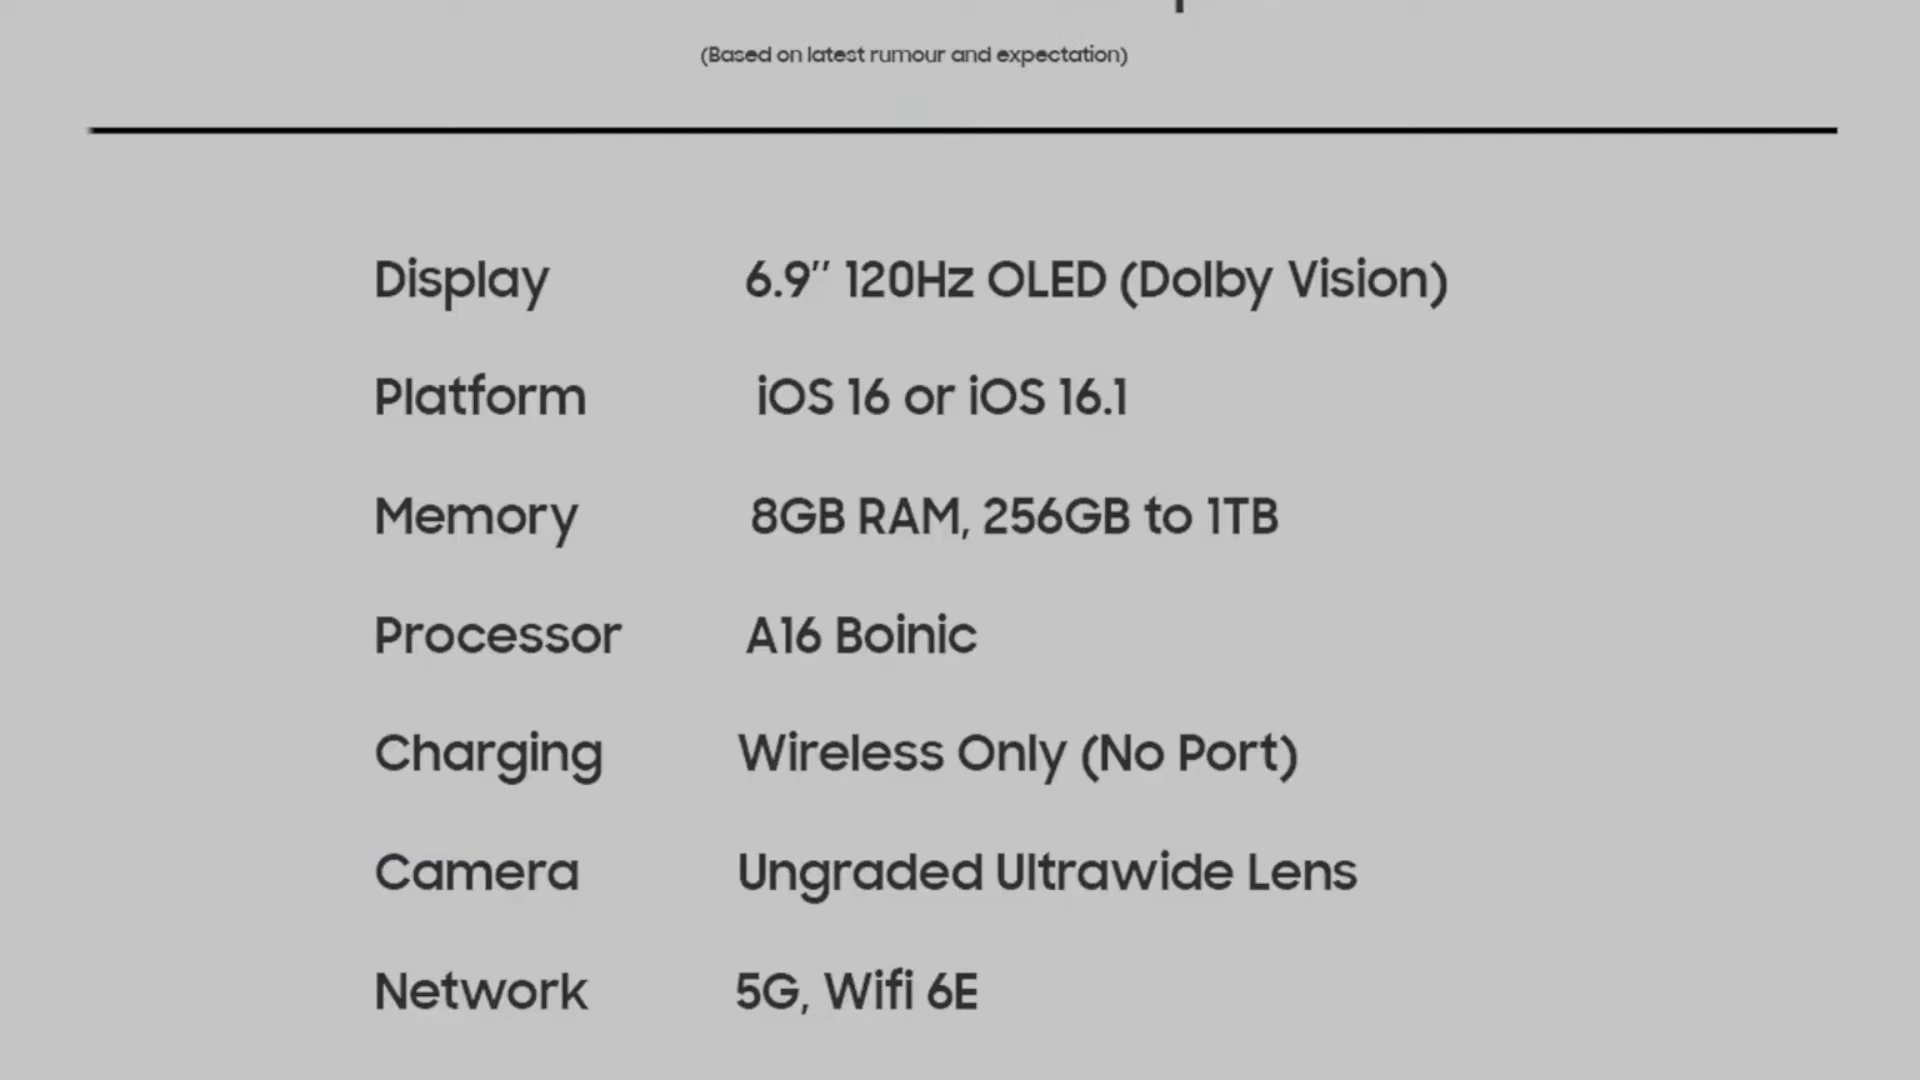 (Based on latest rumour and expectation)
Display 6.9" 120Hz OLED (Dolby Vision)
Platform iOS 16 or iOS 16.1
Memory 8GB RAM, 256GB to 1TB
Processor A16 Boinic
Charging Wireless Only (No Port)
Camera Ungraded Ultrawide Lens
Network 5G, Wifi 6E